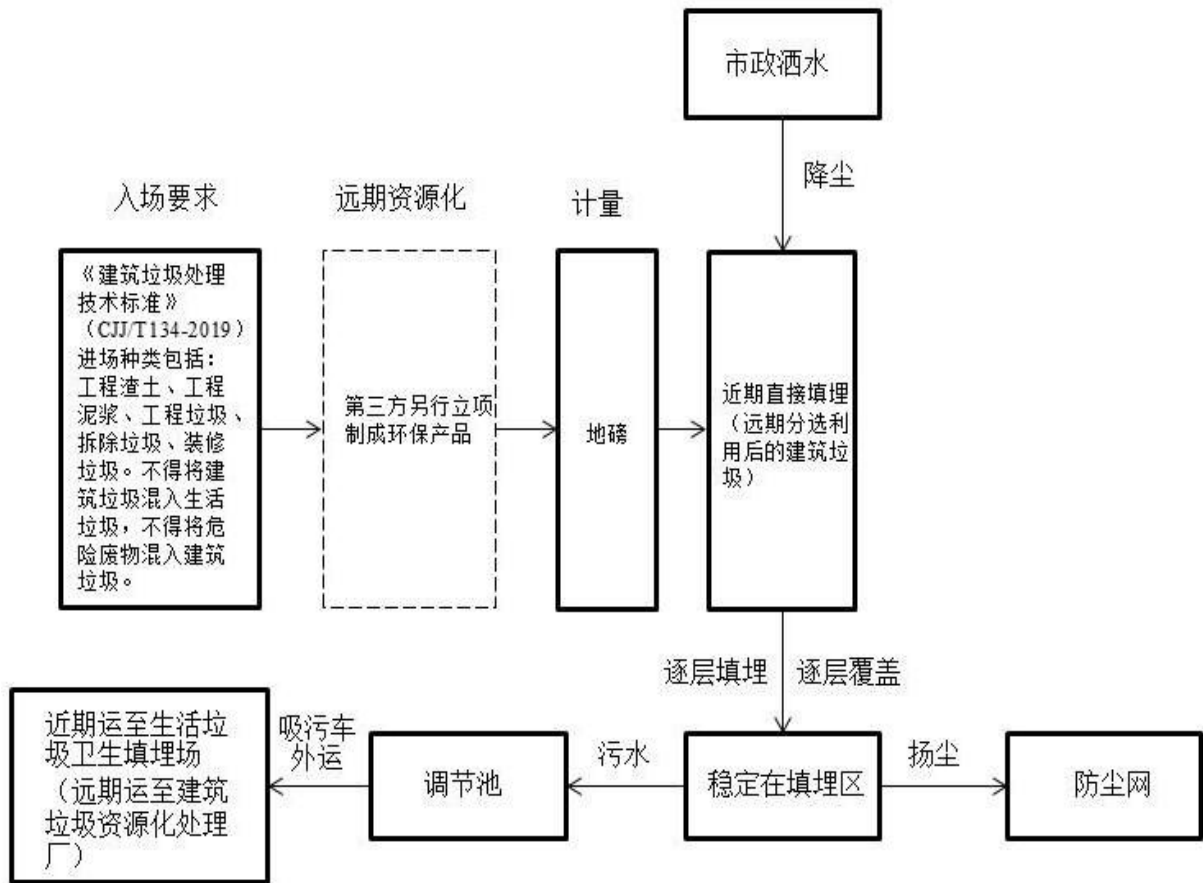 市政洒水
降尘
入场要求
远期资源化
计量
《建筑垃圾处理
技术标准》
（CJJ/T134-2019）
进场种类包括：
工程渣土、工程
泥浆、工程垃圾、
拆除垃圾、装修
垃圾。不得将建
筑垃圾混入生活
垃圾，不得将危
险废物混入建筑
垃圾。
第三方另行立项
制成环保产品
地磅
近期直接填埋
（远期分选利
用后的建筑垃
圾）
逐层填埋
逐层覆盖
近期运至生活垃
圾卫生填埋场
（远期运至建筑
垃圾资源化处理
厂）
吸污车
外运
调节池
污水
稳定在填埋区
扬尘
防尘网